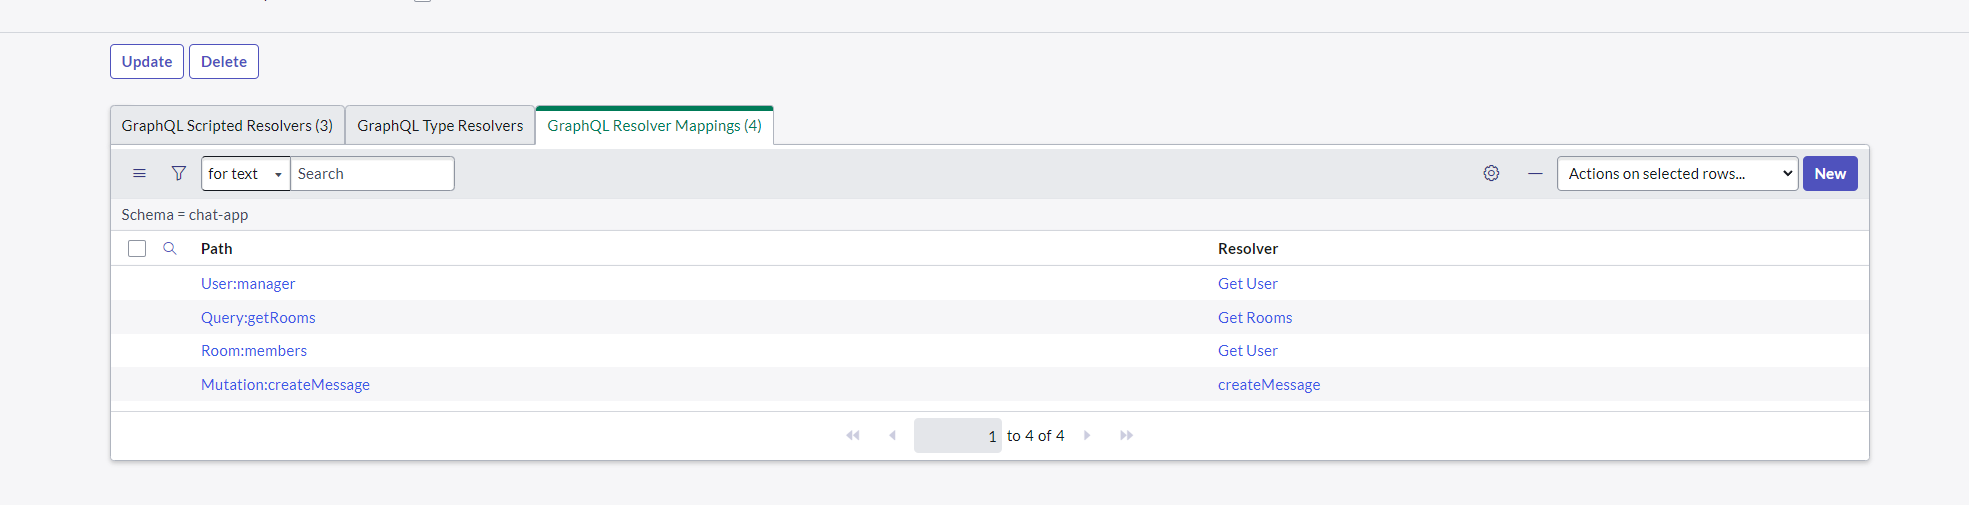 Update Delete
GraphQL Scripted Resolvers (3) GraphQL Type Resolvers GraphQL Resolver Mappings (4)
for text Search Actions on selected rows... New
Schema = chat-app
Path Resolver
User:manager Get User
Query:getRooms Get Rooms
Room:members Get User
Mutation:createMessage createMessage
1 to 4 of 4